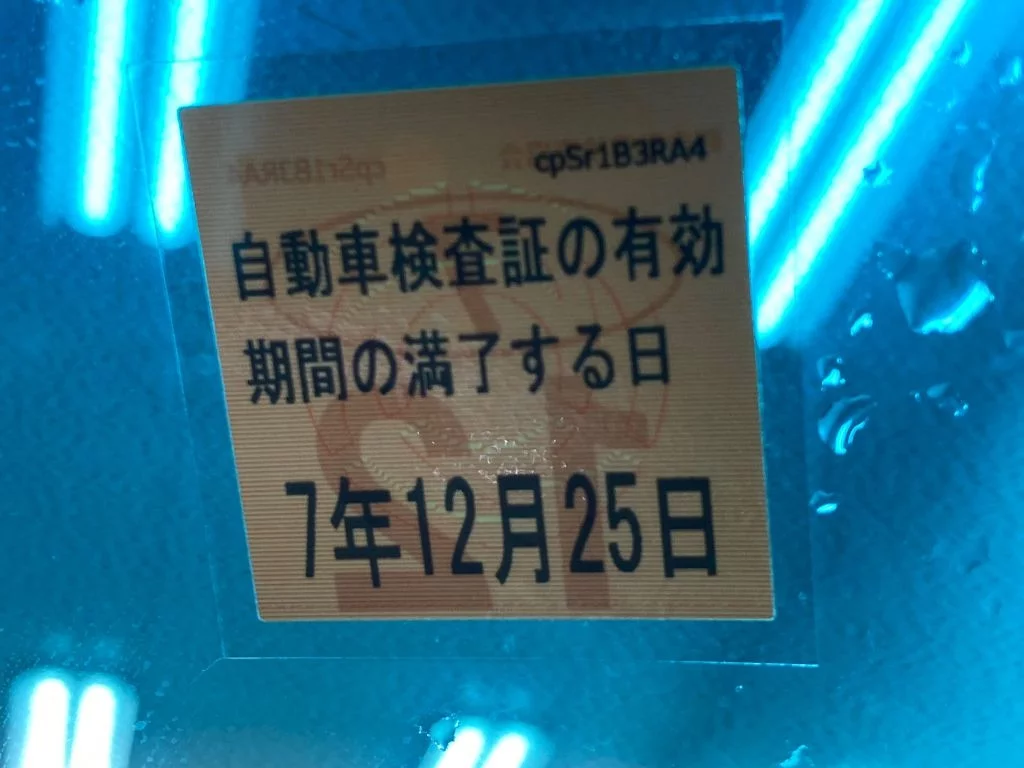 cpSr1B3RA4
自動車検査証の有効
期間の満了する日
7年12月25日